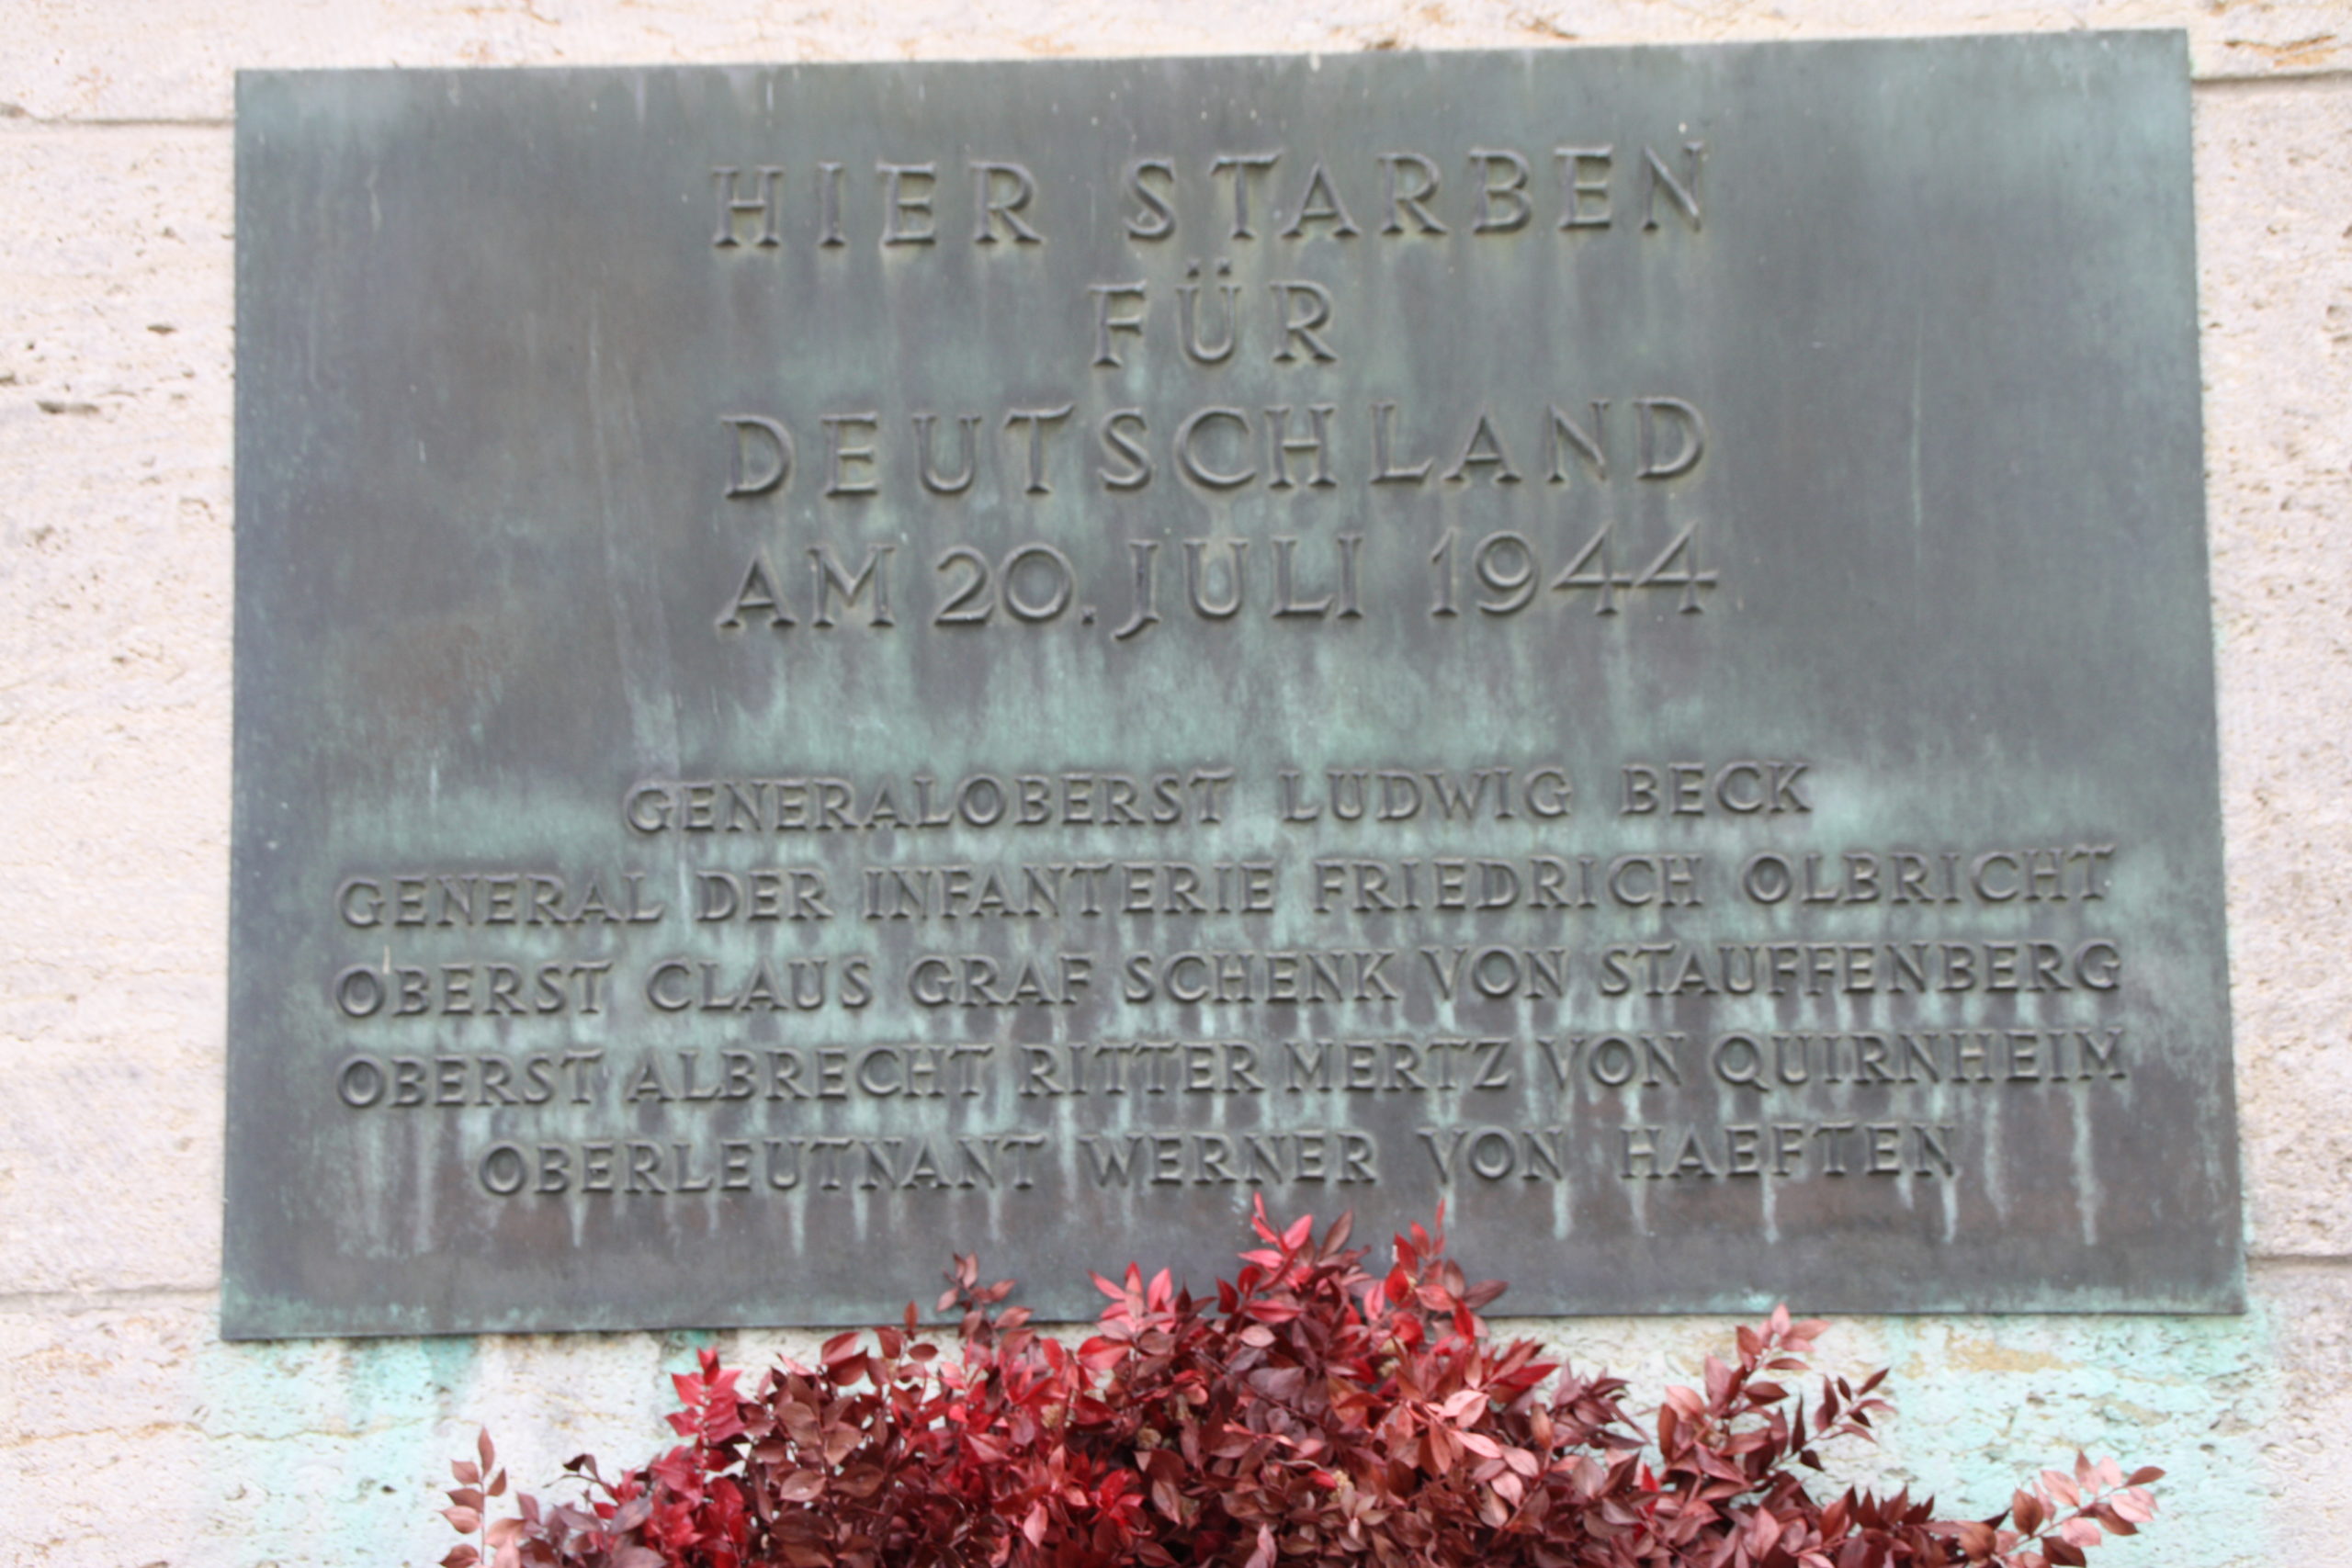 HIER STARBEN
FÜR
DEUTSCHLAND
AM 20. JULI 1944
GENERALOBERST LUDWIG BECK
GENERAL DER INFANTERIE FRIEDRICH OLBRICHT
OBERST CLAUS GRAF SCHENK VON STAUFFENBERG
OBERST ALBRECHT RITTER MERTZ VON QUIRNHEIM
OBERLEUTNANT WERNER VON HAEFTEN